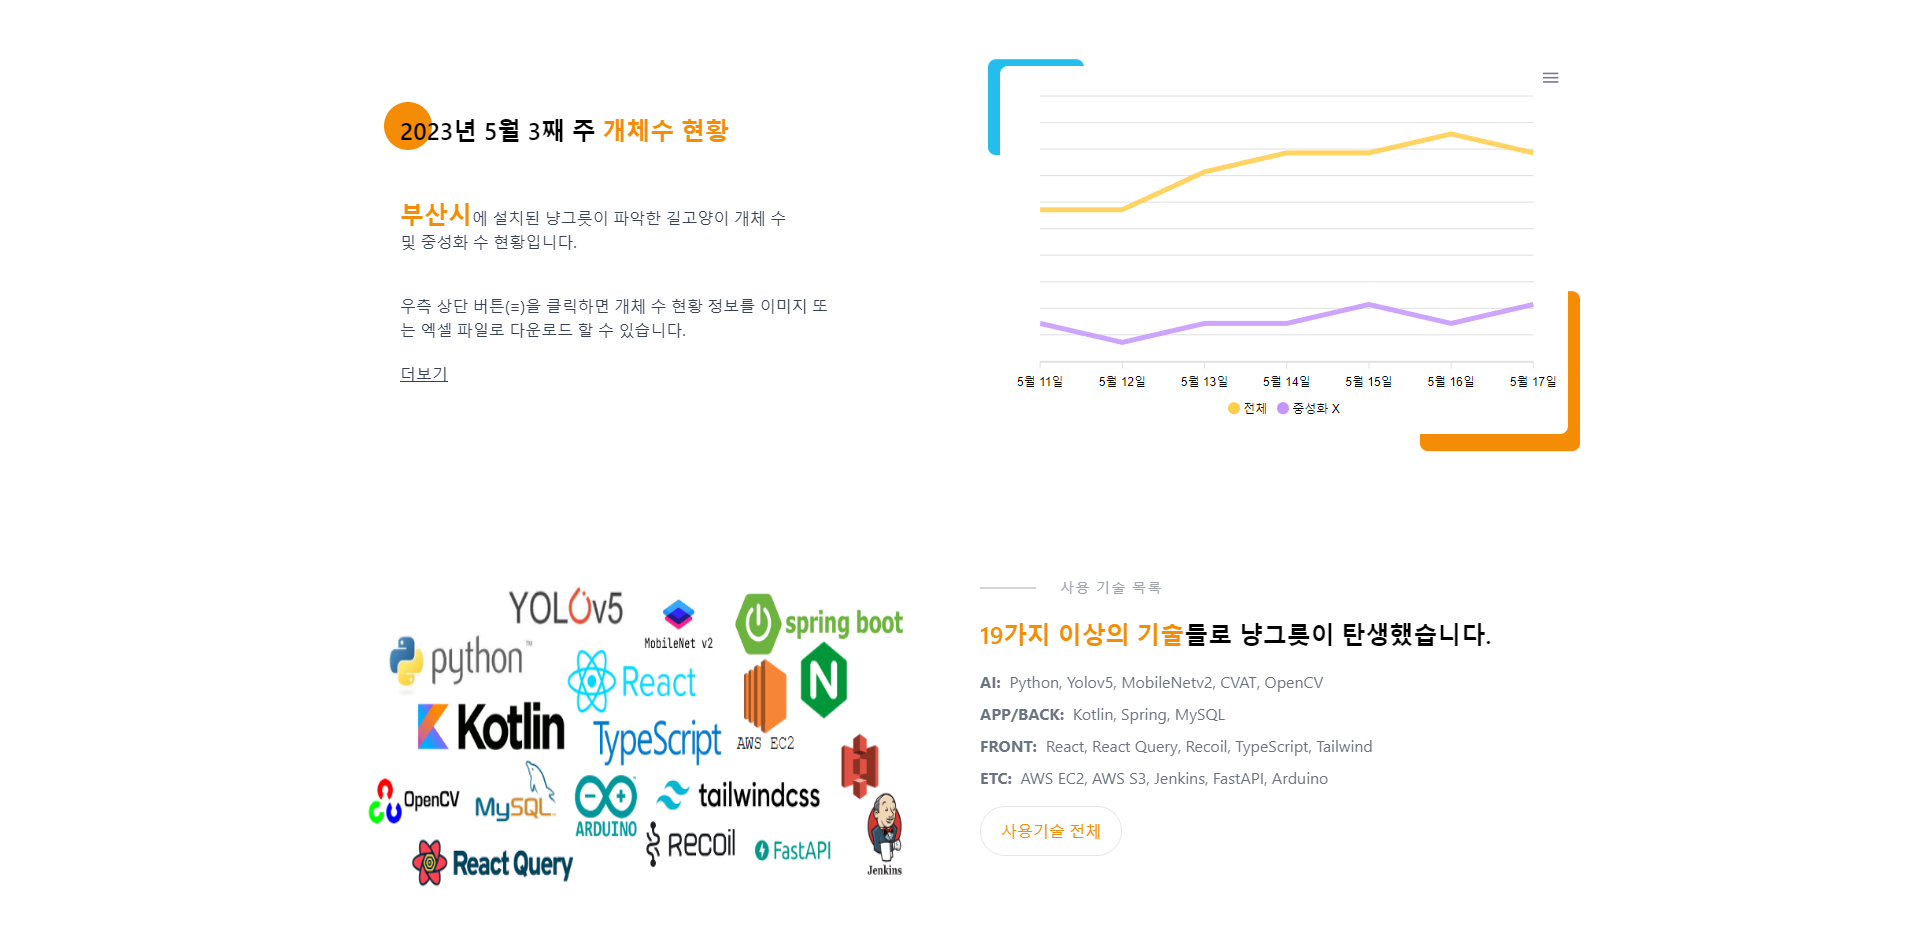 2023년 5월 3째 주 개체수 현황
부산시에 설치된 냥그릇이 파악한 길고양이 개체 수
및 중성화 수 현황입니다.
우측 상단 버튼(≡)을 클릭하면 개체 수 현황 정보를 이미지 또
는 엑셀 파일로 다운로드 할 수 있습니다.
더보기
5월 11일 5월 12일 5월 13일 5월 14일 5월 15일 5월 16일 5월 17일
전체 중성화 X
YOLOv5
MobileNet v2
spring boot
python™
React
N
Kotlin
TypeScript
AWS EC2
OpenCV
MySQL
ARDUINO
tailwindcss
RECOIL
FastAPI
Jenkins
React Query
사용 기술 목록
19가지 이상의 기술들로 냥그릇이 탄생했습니다.
AI: Python, Yolov5, MobileNetv2, CVAT, OpenCV
APP/BACK: Kotlin, Spring, MySQL
FRONT: React, React Query, Recoil, TypeScript, Tailwind
ETC: AWS EC2, AWS S3, Jenkins, FastAPI, Arduino
사용기술 전체